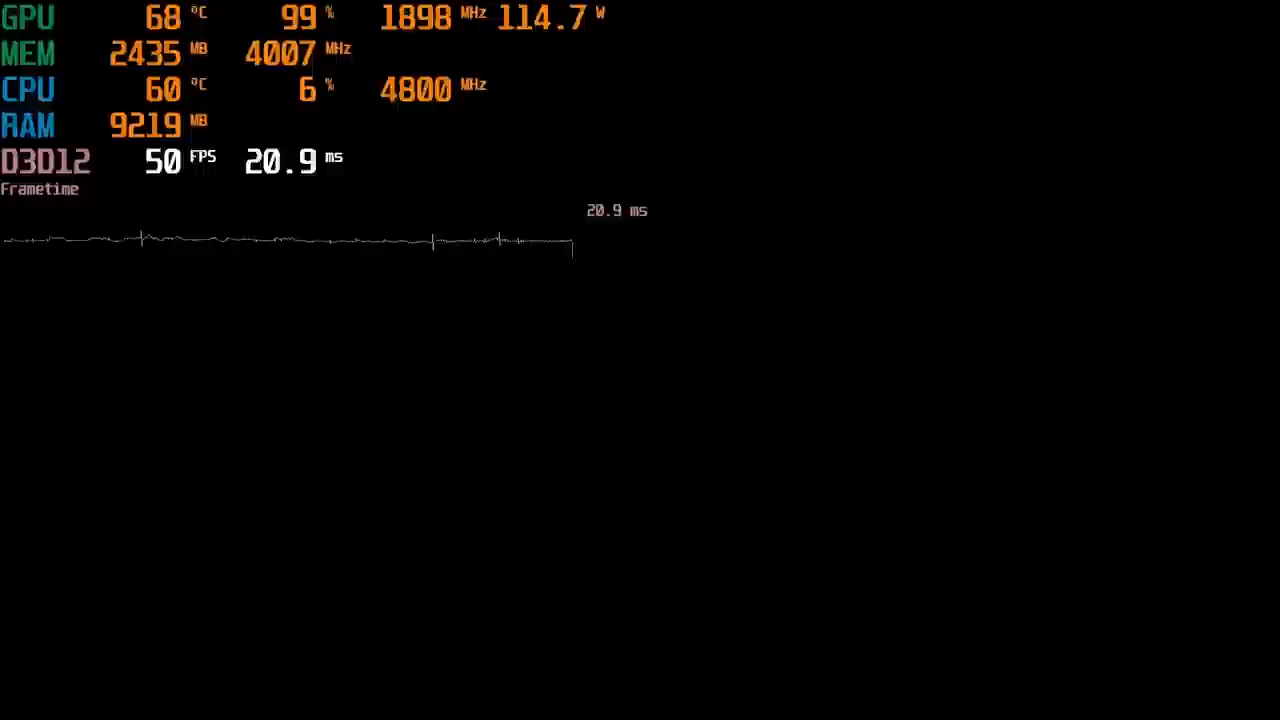 GPU 68 °C 99 % 1898 MHz 114.7 W
MEM 2435 MB 4007 MHz
CPU 60 °C 6 % 4800 MHz
RAM 9219 MB
D3D12 50 FPS 20.9 ms
Frametime
20.9 ms